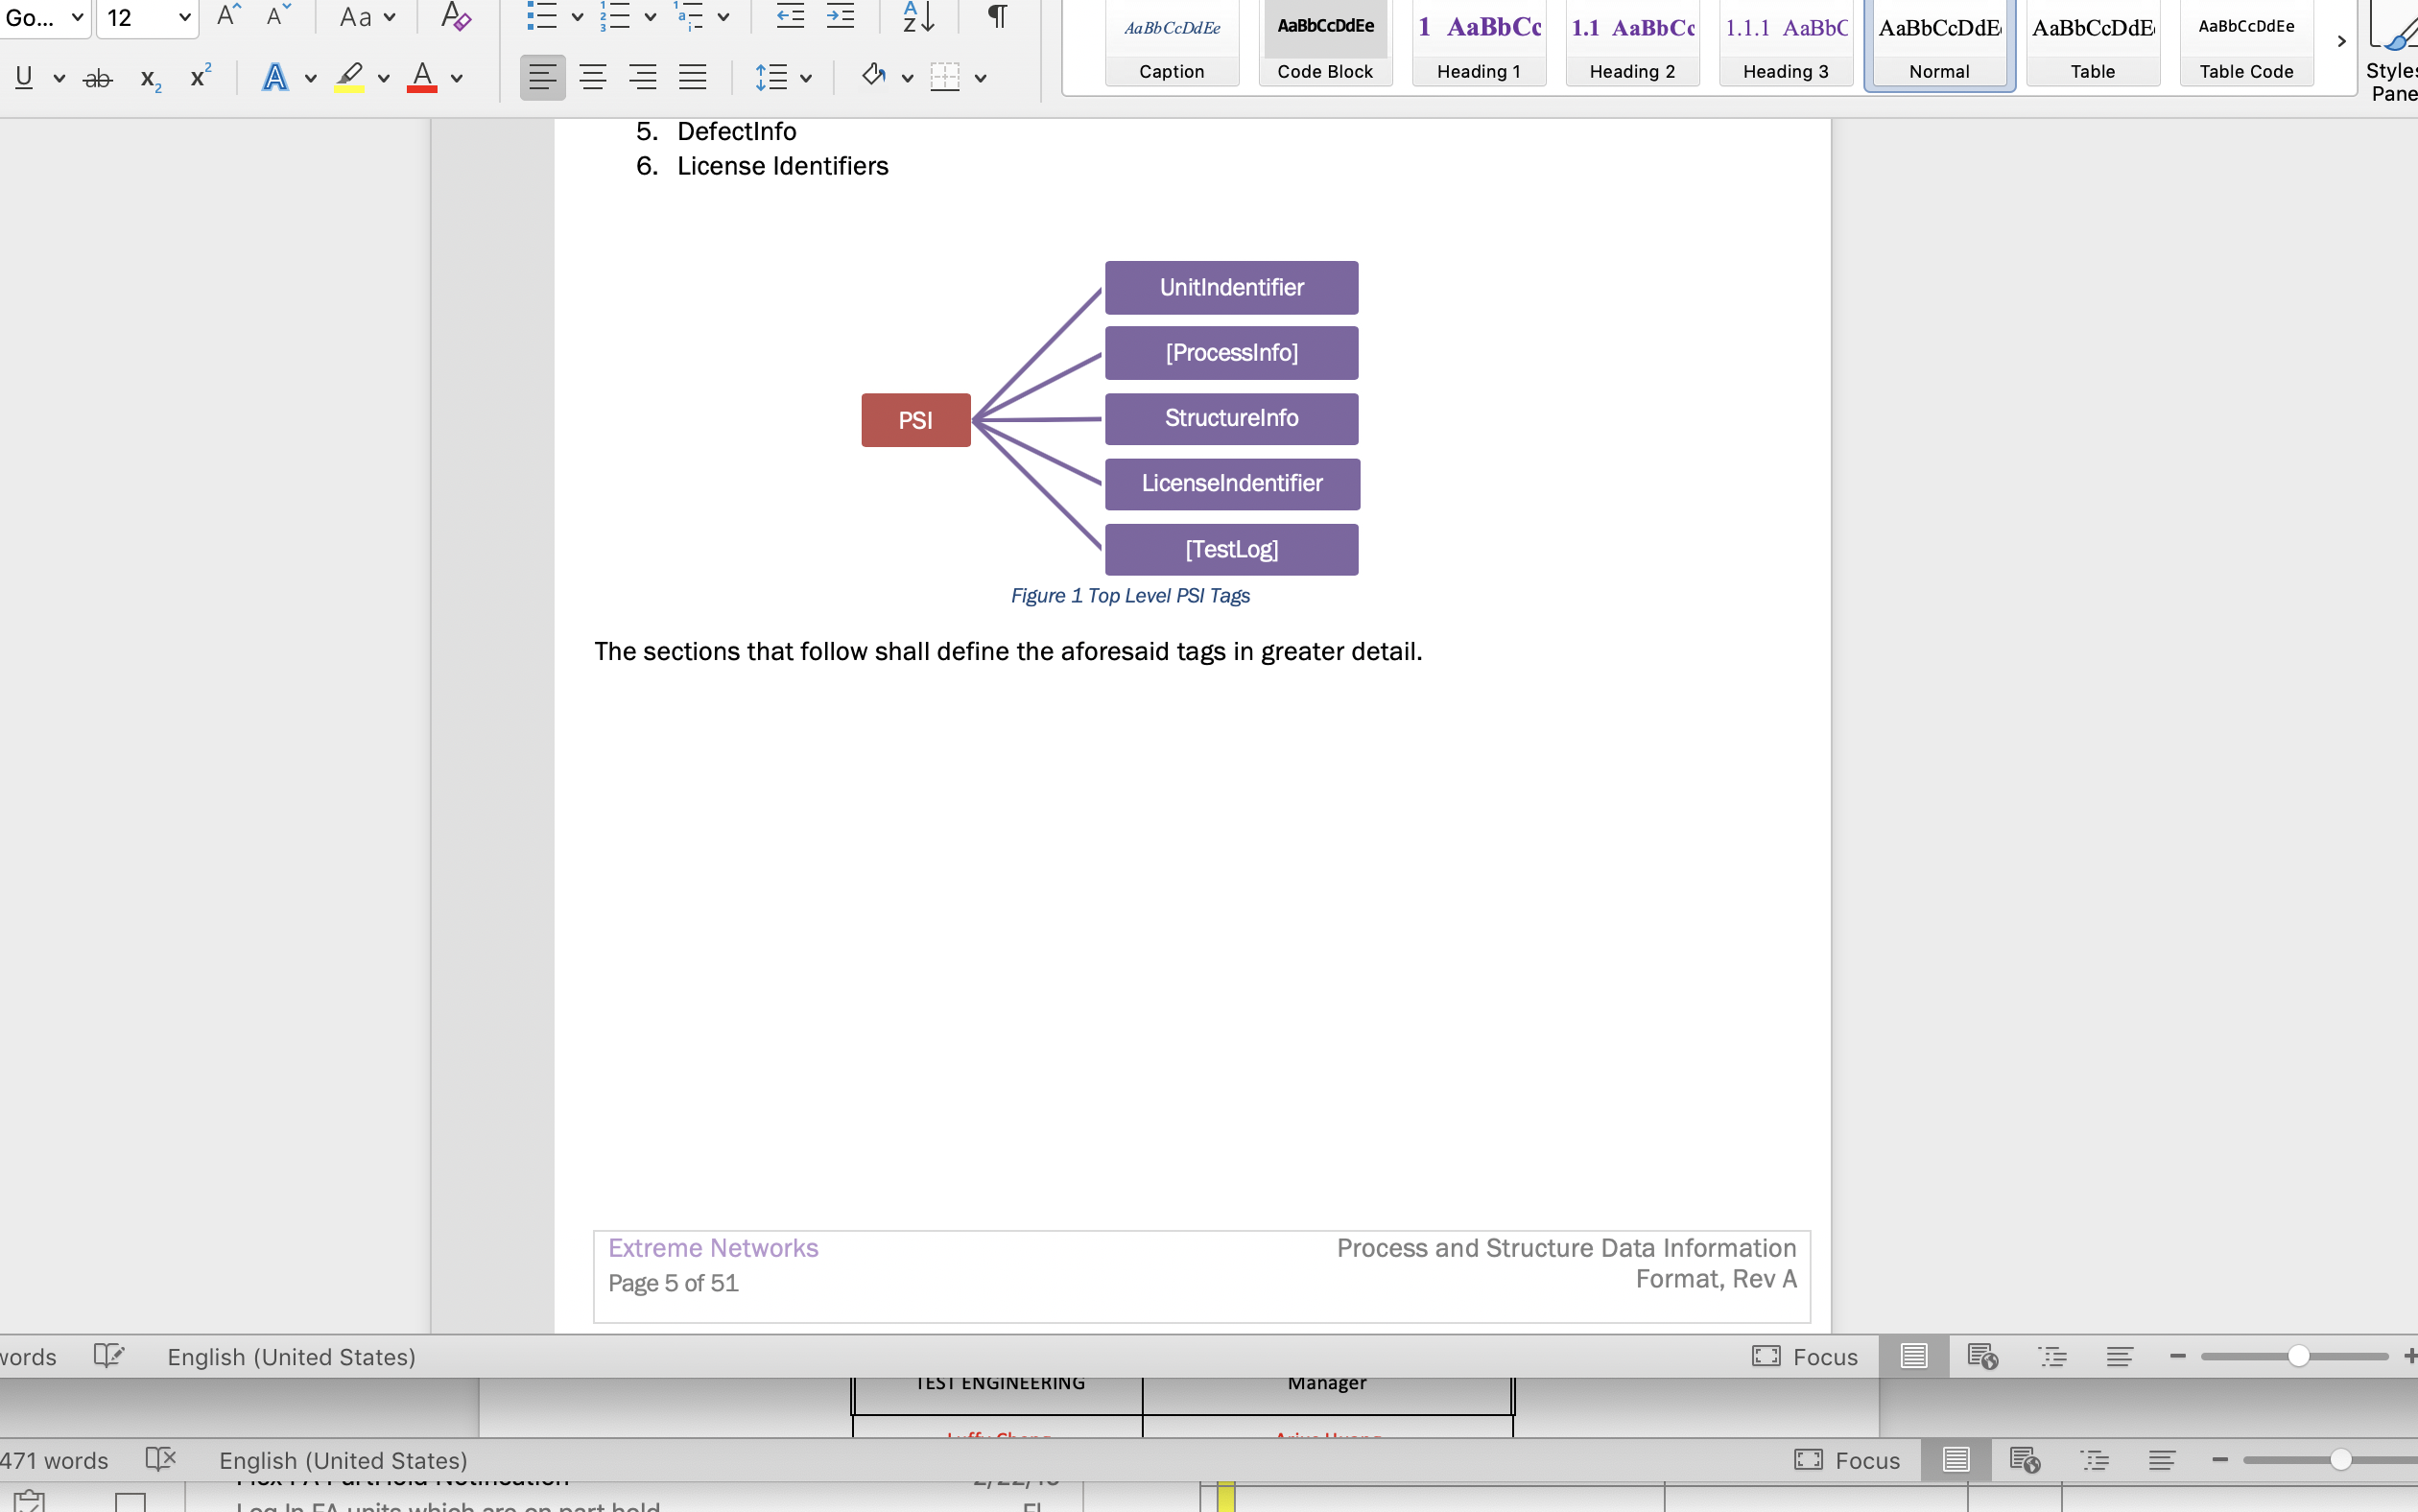 Go... 12 Aa
AaBbCcDdEe AaBbCcDdEe 1 AaBbCc 1.1 AaBbCc 1.1.1 AaBbC AaBbCcDdE AaBbCcDdE AaBbCcDdEe
Caption Code Block Heading 1 Heading 2 Heading 3 Normal Table Table Code
Styles
Pane
5. DefectInfo
6. License Identifiers
UnitIndentifier
[ProcessInfo]
StructureInfo
PSI
LicenseIndentifier
[TestLog]
Figure 1 Top Level PSI Tags
The sections that follow shall define the aforesaid tags in greater detail.
Extreme Networks
Page 5 of 51
Process and Structure Data Information
Format, Rev A
words English (United States) Focus
TEST ENGINEERING Manager
471 words English (United States) Focus
Log In FA units which are on part hold